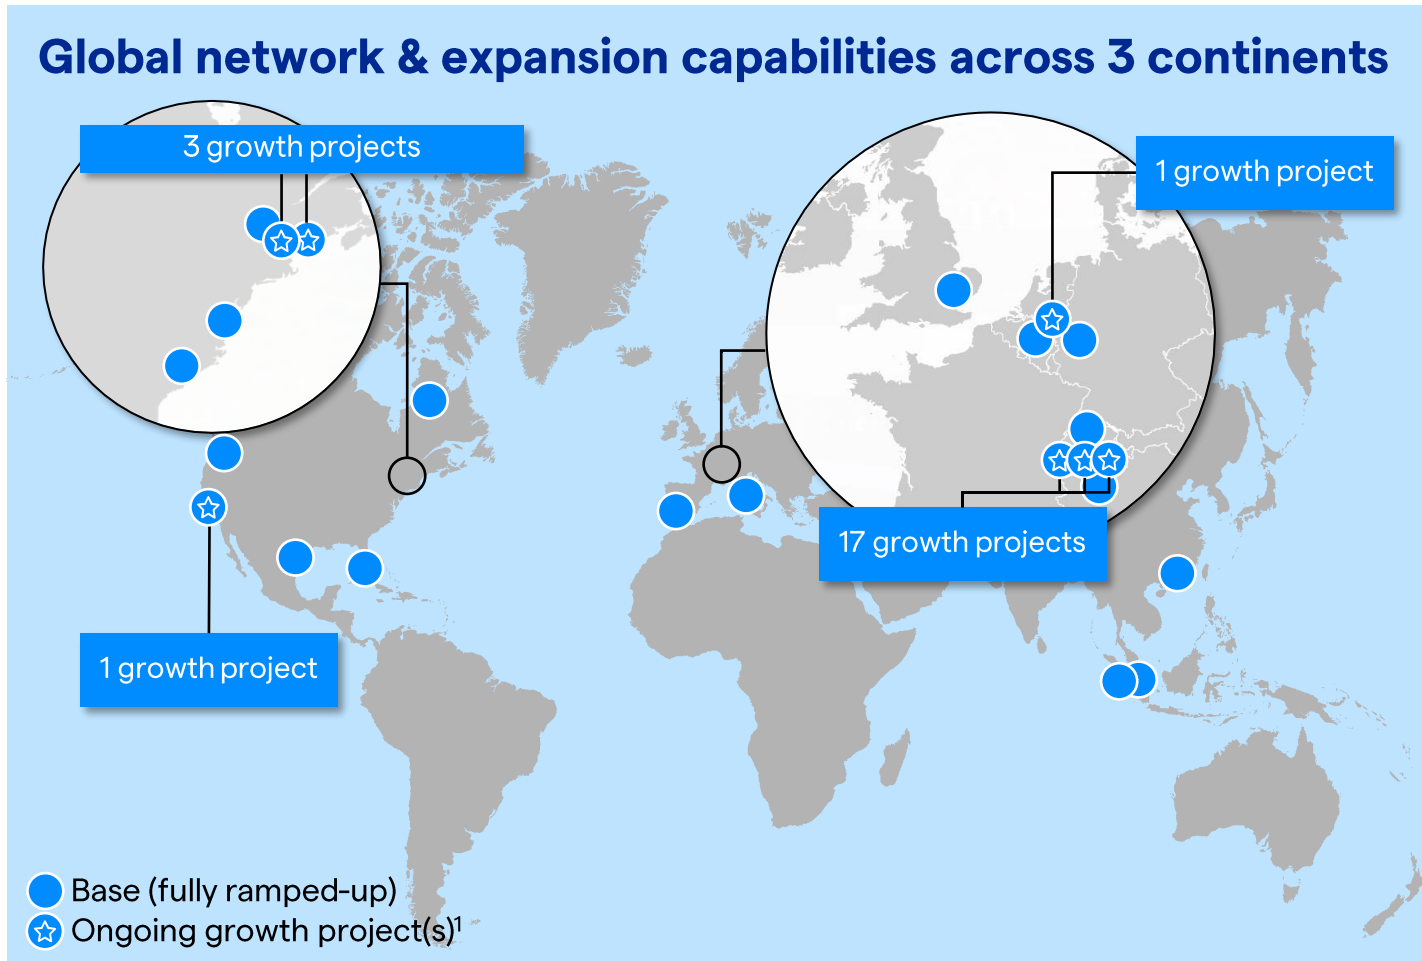 Global network & expansion capabilities across 3 continents
3 growth projects
1 growth project
17 growth projects
1 growth project
Base (fully ramped-up)
Ongoing growth project(s)¹